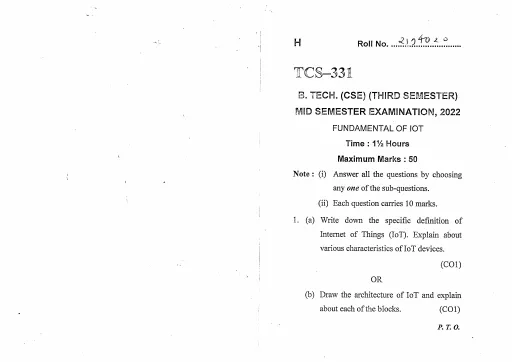 H Roll No. 2194020
TCS–331
B. TECH. (CSE) (THIRD SEMESTER)
MID SEMESTER EXAMINATION, 2022
FUNDAMENTAL OF IOT
Time : 1½ Hours
Maximum Marks : 50
Note : (i) Answer all the questions by choosing
any one of the sub-questions.
(ii) Each question carries 10 marks.
1. (a) Write down the specific definition of
Internet of Things (IoT). Explain about
various characteristics of IoT devices.
(CO1)
OR
(b) Draw the architecture of IoT and explain
about each of the blocks. (CO1)
P. T. O.